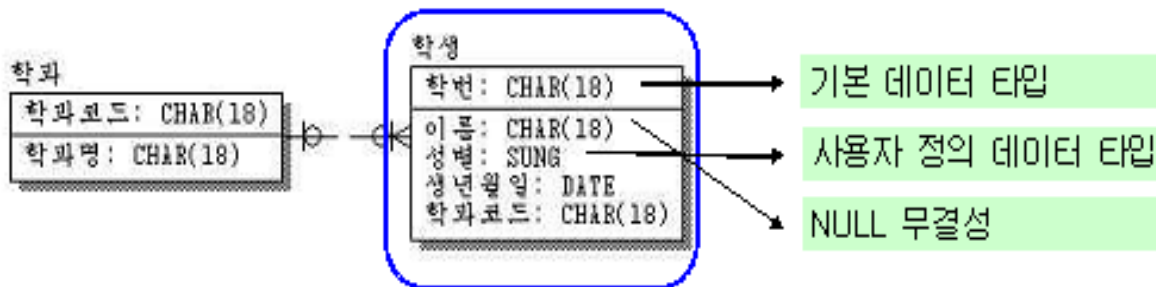 학과
학과코드: CHAR(18)
학과명: CHAR(18)
학생
학번: CHAR(18)
이름: CHAR(18)
성별: SUNG
생년월일: DATE
학과코드: CHAR(18)
기본 데이터 타입
사용자 정의 데이터 타입
NULL 무결성